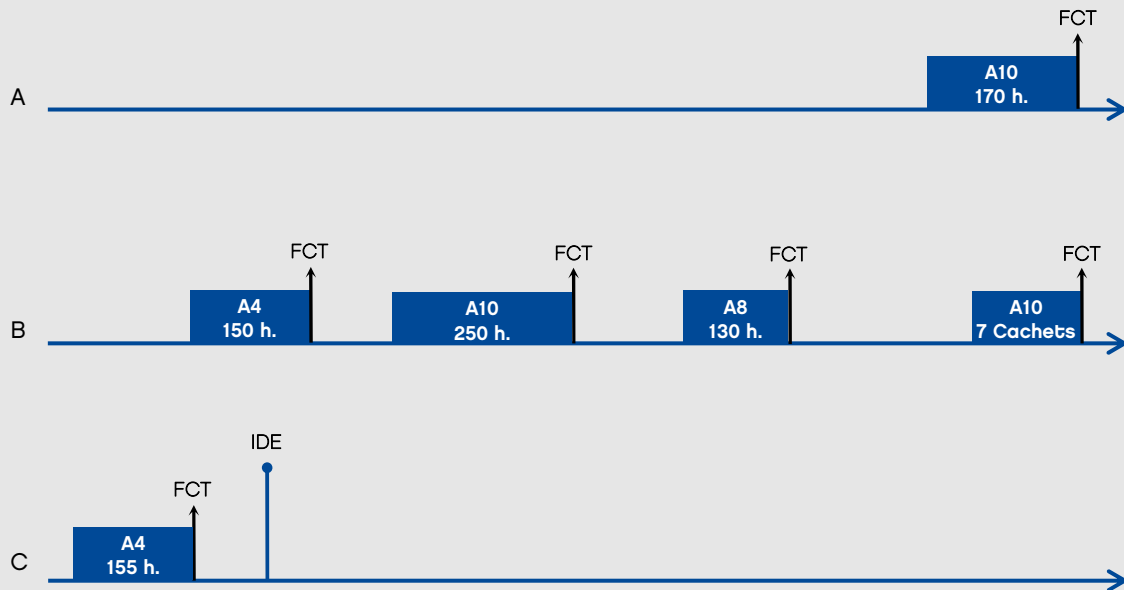 FCT
A10
170 h.
A
FCT
FCT
FCT
FCT
A4
150 h.
A10
250 h.
A8
130 h.
A10
7 Cachets
B
IDE
FCT
A4
155 h.
C